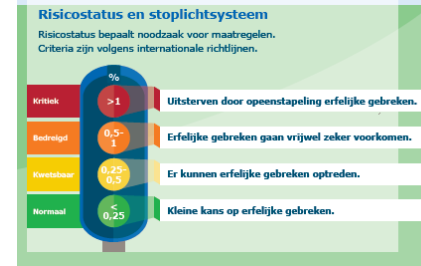 Risicostatus en stoplichtsysteem
Risicostatus bepaalt noodzaak voor maatregelen.
Criteria zijn volgens internationale richtlijnen.
%
Kritiek >1 Uitsterven door opeenstapeling erfelijke gebreken.
Bedreigd 0,5-1 Erfelijke gebreken gaan vrijwel zeker voorkomen.
Kwetsbaar 0,25-0,5 Er kunnen erfelijke gebreken optreden.
Normaal < 0,25 Kleine kans op erfelijke gebreken.